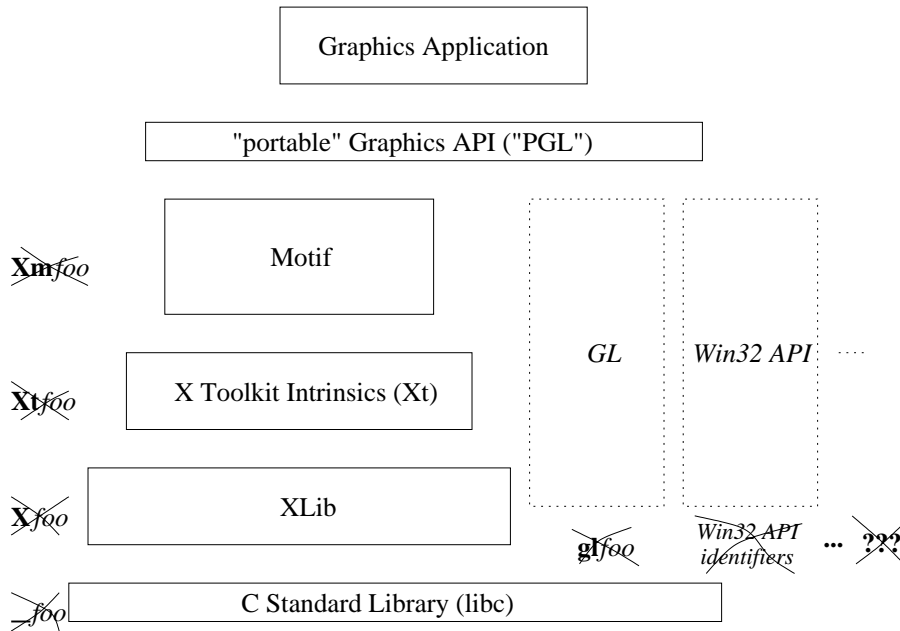 Graphics Application
"portable" Graphics API ("PGL")
Motif
Xmfoo
GL
Win32 API
....
X Toolkit Intrinsics (Xt)
Xtfoo
XLib
Xfoo
glfoo
Win32 API
identifiers
...
???
C Standard Library (libc)
_foo